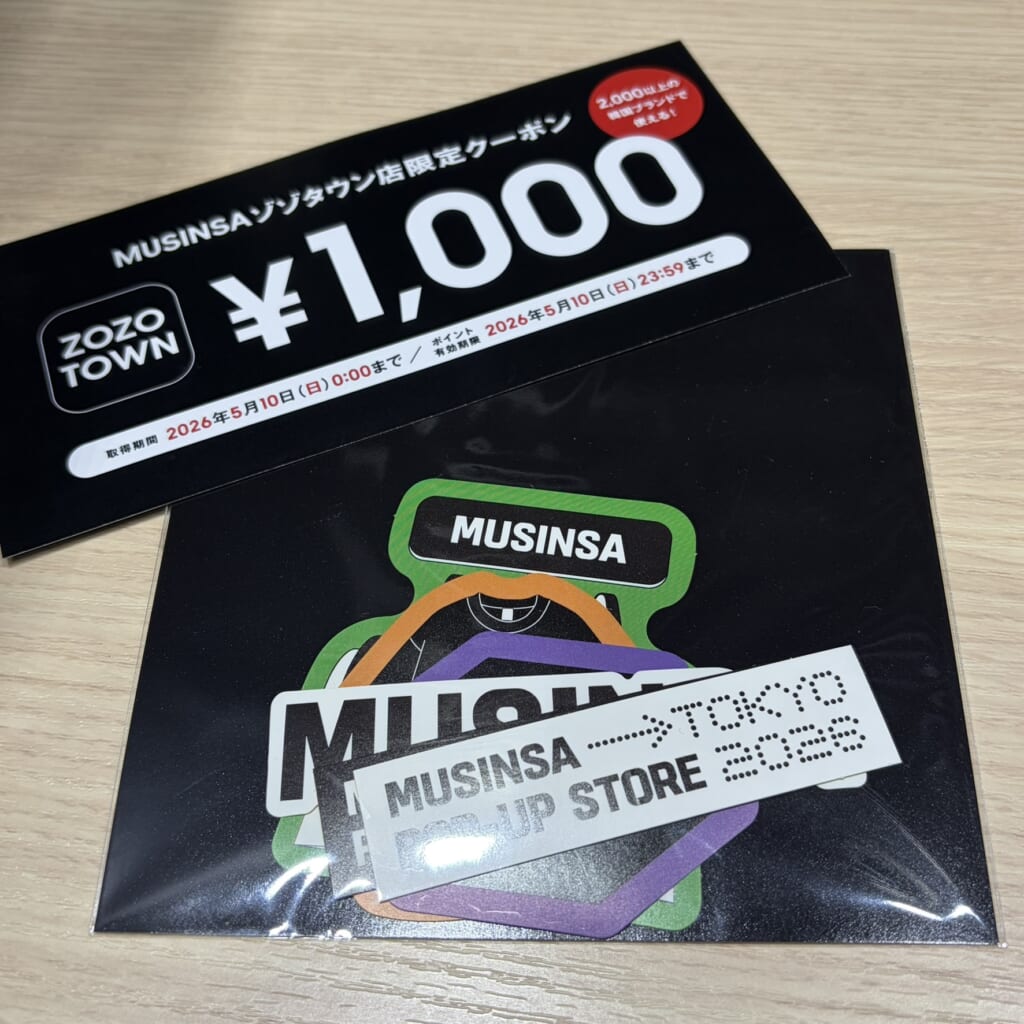 2,000以上の
韓国ブランドで
使える!
MUSINSAゾゾタウン店限定クーポン
¥1,000
ZOZO
TOWN
取得期間 2026年5月10日(日)0:00まで / ポイント有効期限 2026年5月10日(日)23:59まで
MUSINSA
MUSIN
MUSINSA TOKYO
POP-UP STORE 2026